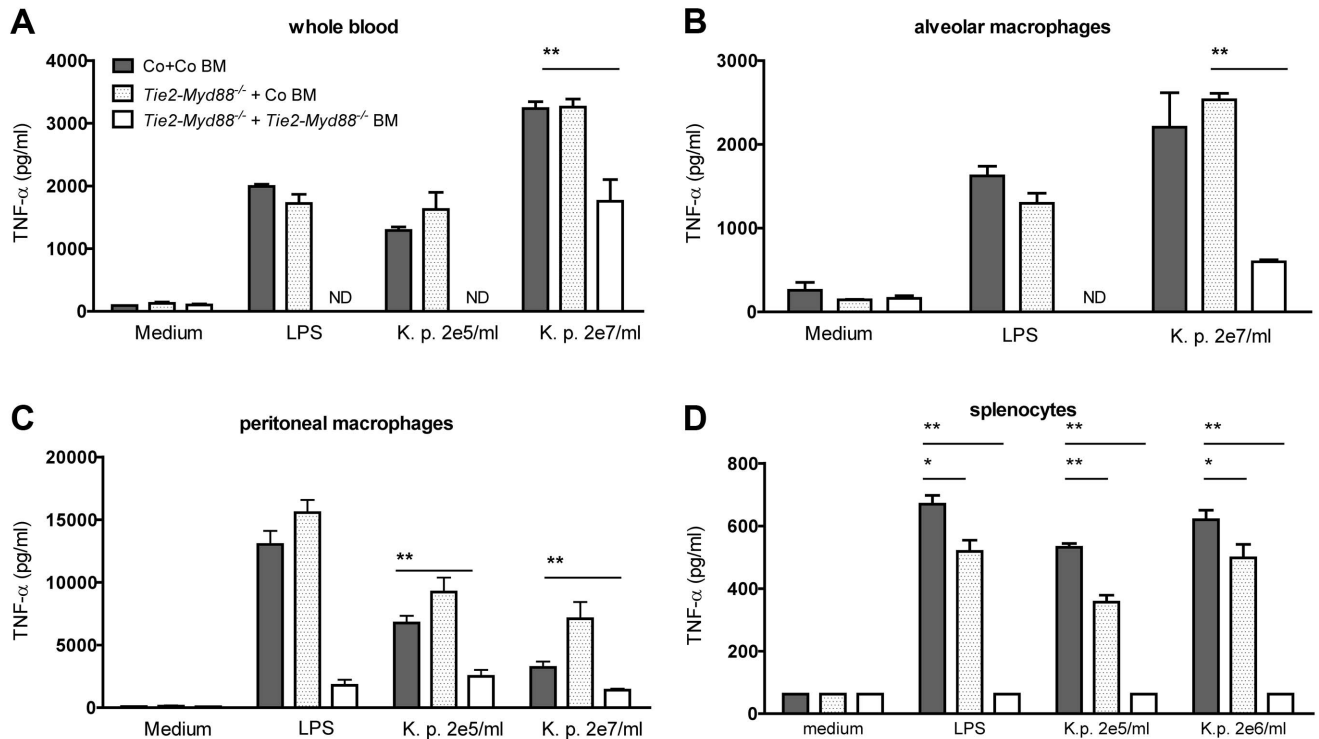 A
whole blood
TNF-α (pg/ml)
4000
3000
2000
1000
0
Co+Co BM
Tie2-Myd88-/- + Co BM
Tie2-Myd88-/- + Tie2-Myd88-/- BM
**
ND
ND
Medium
LPS
K. p. 2e5/ml
K. p. 2e7/ml
B
alveolar macrophages
TNF-α (pg/ml)
3000
2000
1000
0
**
ND
Medium
LPS
K. p. 2e7/ml
C
peritoneal macrophages
TNF-α (pg/ml)
20000
15000
10000
5000
0
**
**
Medium
LPS
K. p. 2e5/ml
K. p. 2e7/ml
D
splenocytes
TNF-α (pg/ml)
800
600
400
200
0
**
**
**
*
**
*
medium
LPS
K.p. 2e5/ml
K.p. 2e6/ml